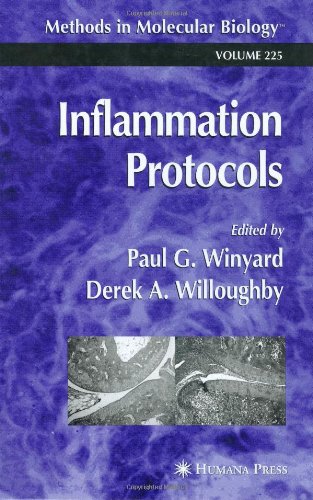 Methods in Molecular Biology™
VOLUME 225
Inflammation
Protocols
Edited by
Paul G. Winyard
Derek A. Willoughby
HUMANA PRESS